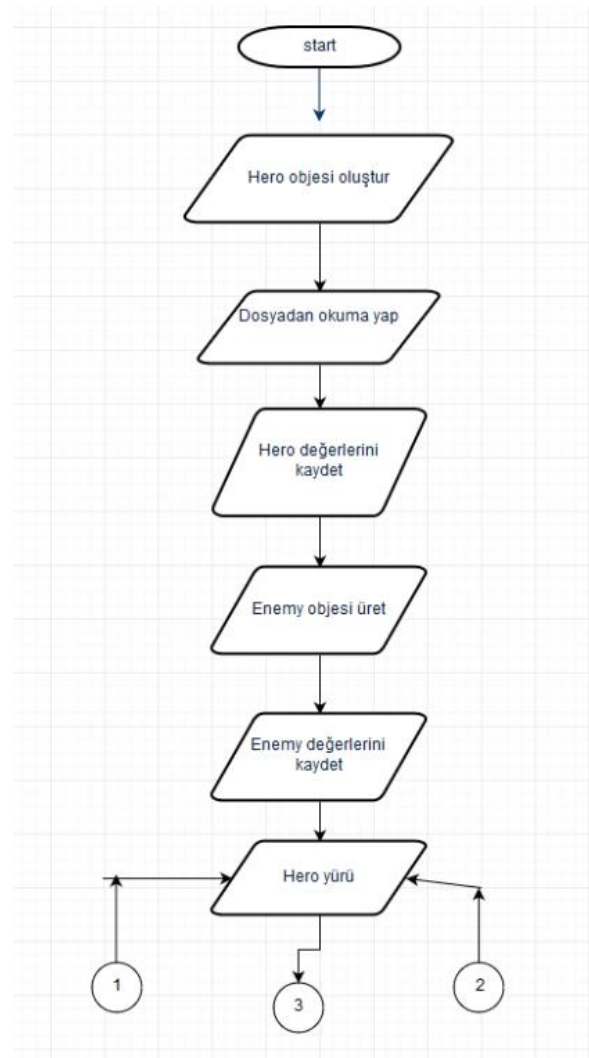 start
Hero objesi oluştur
Dosyadan okuma yap
Hero değerlerini
kaydet
Enemy objesi üret
Enemy değerlerini
kaydet
Hero yürü
1
2
3